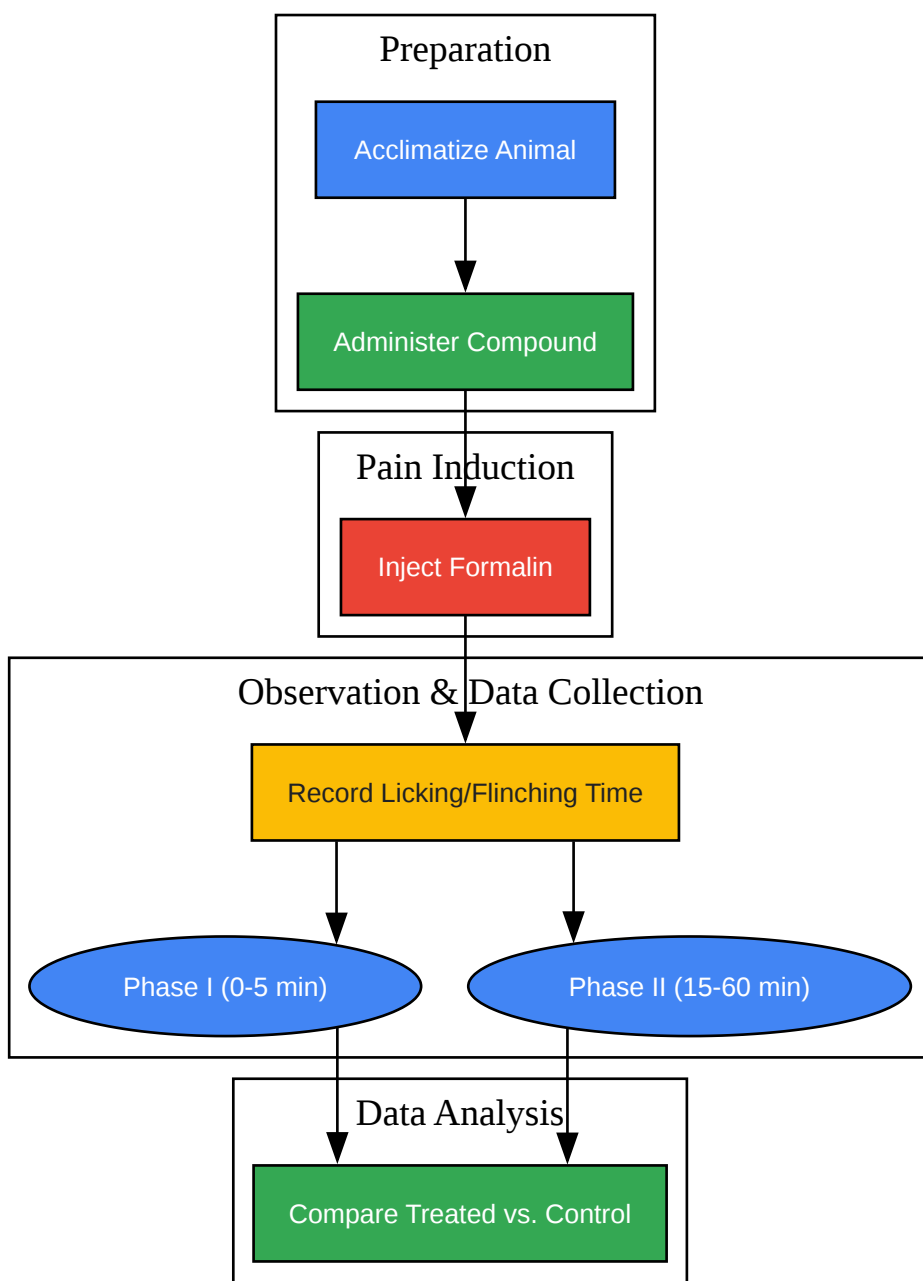 Preparation
Acclimatize Animal
Administer Compound
Pain Induction
Inject Formalin
Observation & Data Collection
Record Licking/Flinching Time
Phase I (0-5 min)
Phase II (15-60 min)
Data Analysis
Compare Treated vs. Control